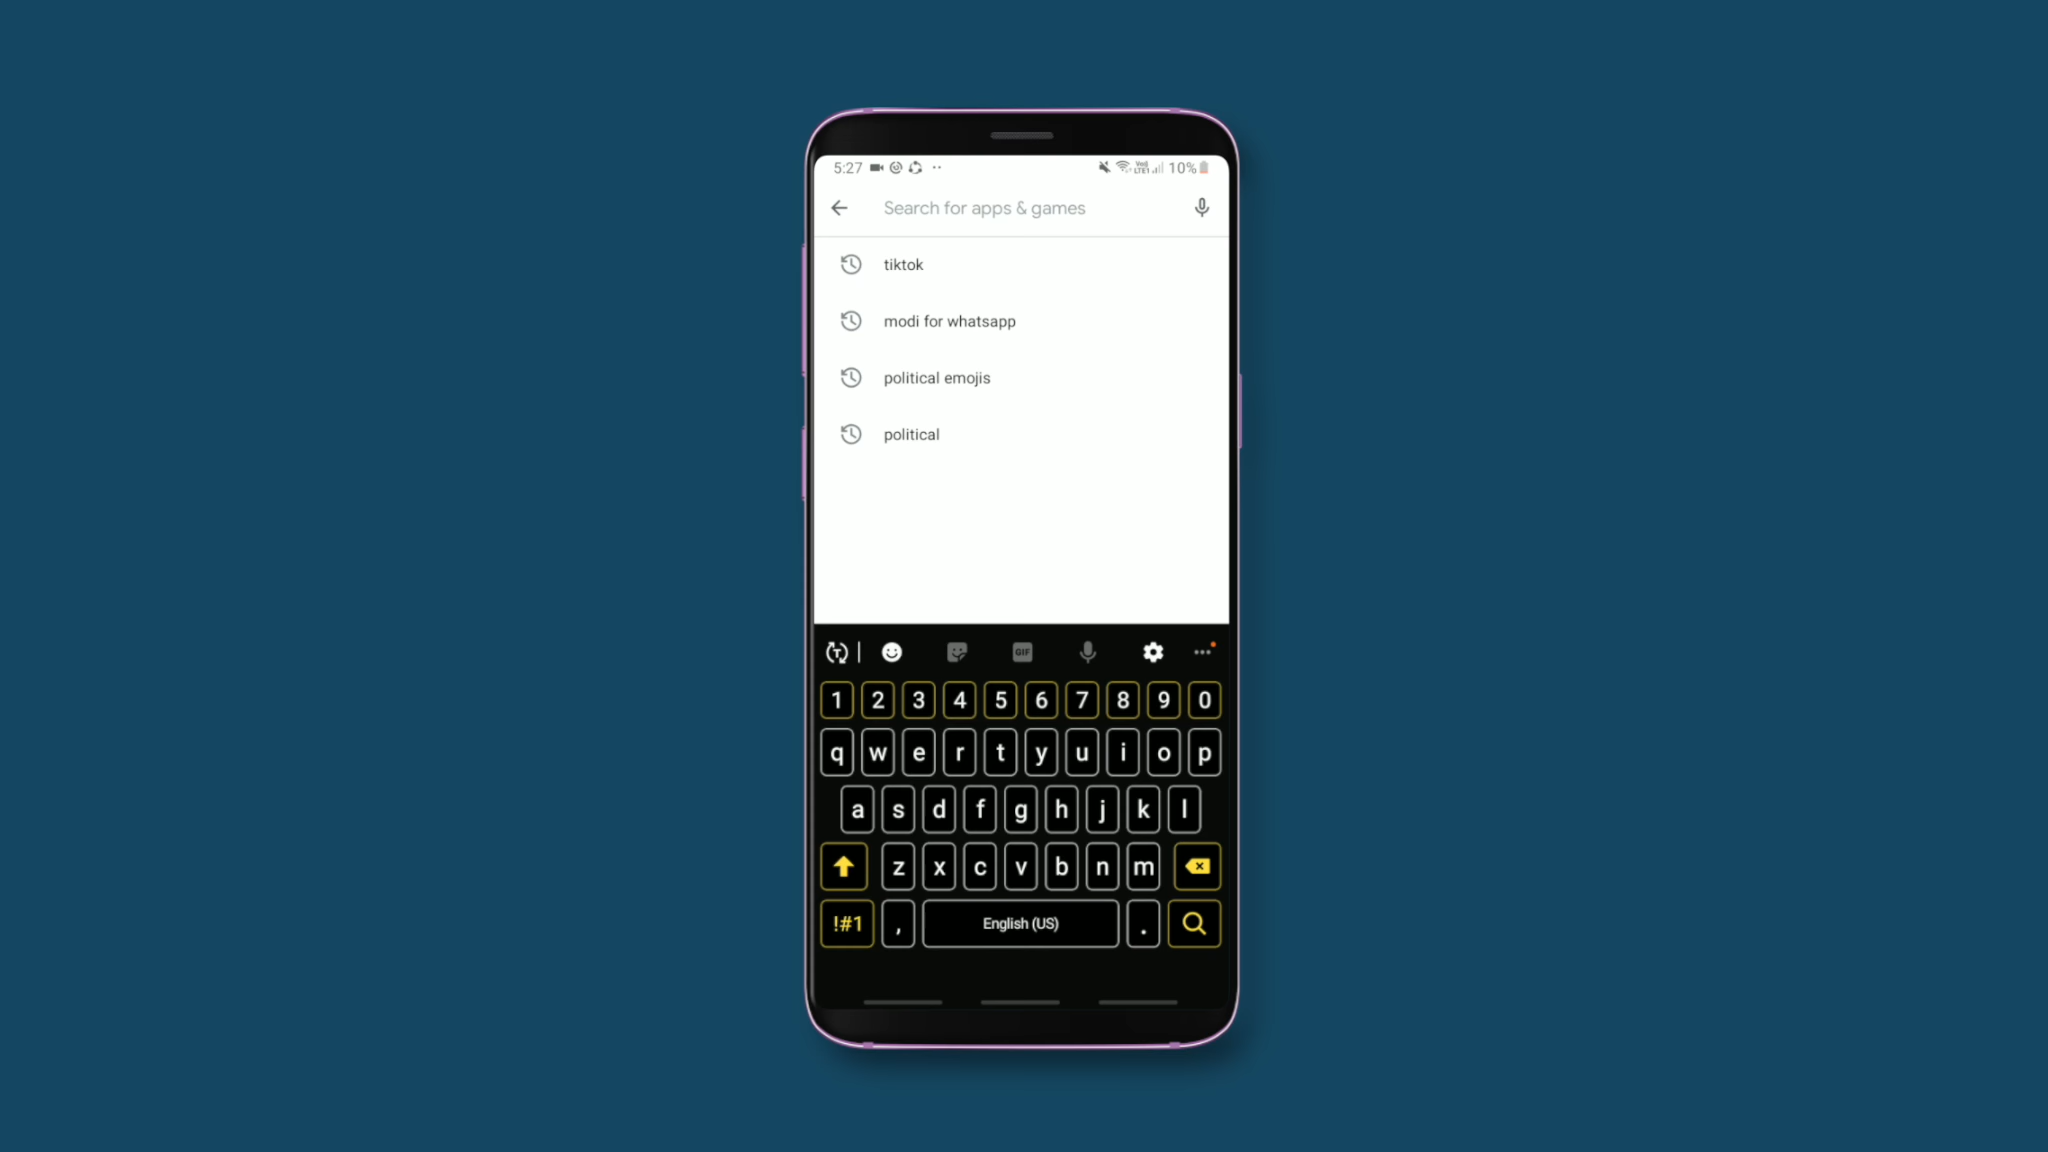 5:27 10%
Search for apps & games
tiktok
modi for whatsapp
political emojis
political
GIF
1 2 3 4 5 6 7 8 9 0
q w e r t y u i o p
a s d f g h j k l
z x c v b n m
!#1 , English (US) .